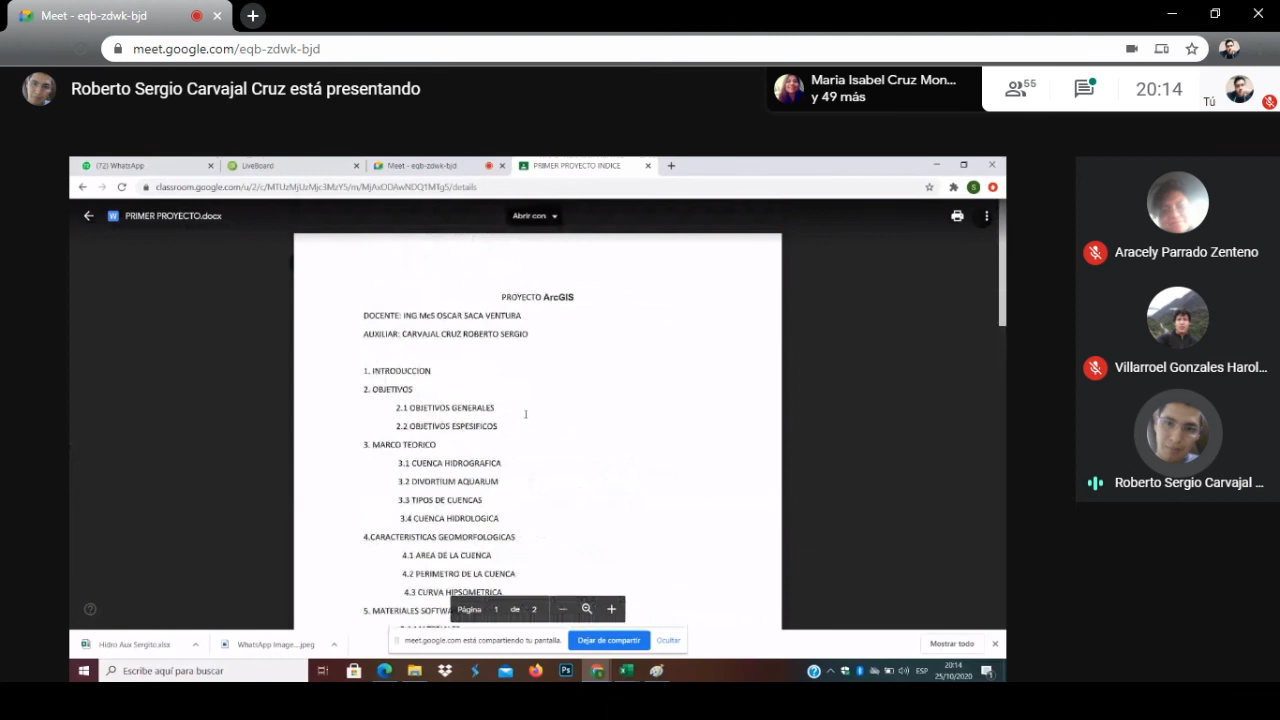 Meet - eqb-zdwk-bjd
meet.google.com/eqb-zdwk-bjd
Roberto Sergio Carvajal Cruz está presentando
Maria Isabel Cruz Mon...
y 49 más
55
20:14
Tú
(72) WhatsApp
LiveBoard
Meet - eqb-zdwk-bjd
PRIMER PROYECTO INDICE
classroom.google.com/u/2/c/MTUzMjUzMjc3MzY5/m/MjAxODAwNDQ1MTg5/details
PRIMER PROYECTO.docx
Abrir con
PROYECTO ArcGIS
DOCENTE: ING McS OSCAR SACA VENTURA
AUXILIAR: CARVAJAL CRUZ ROBERTO SERGIO
1. INTRODUCCION
2. OBJETIVOS
2.1 OBJETIVOS GENERALES
2.2 OBJETIVOS ESPESIFICOS
3. MARCO TEORICO
3.1 CUENCA HIDROGRAFICA
3.2 DIVORTIUM AQUARUM
3.3 TIPOS DE CUENCAS
3.4 CUENCA HIDROLOGICA
4.CARACTERISTICAS GEOMORFOLOGICAS
4.1 AREA DE LA CUENCA
4.2 PERIMETRO DE LA CUENCA
4.3 CURVA HIPSOMETRICA
5. MATERIALES SOFTW
Página 1 de 2
Aracely Parrado Zenteno
Villarroel Gonzales Harol...
Roberto Sergio Carvajal ...
Hidro Aux Sergito.xlsx
WhatsApp Image....jpeg
meet.google.com está compartiendo tu pantalla.
Dejar de compartir
Ocultar
Mostrar todo
Escribe aquí para buscar
Ps
ESP
20:14
25/10/2020